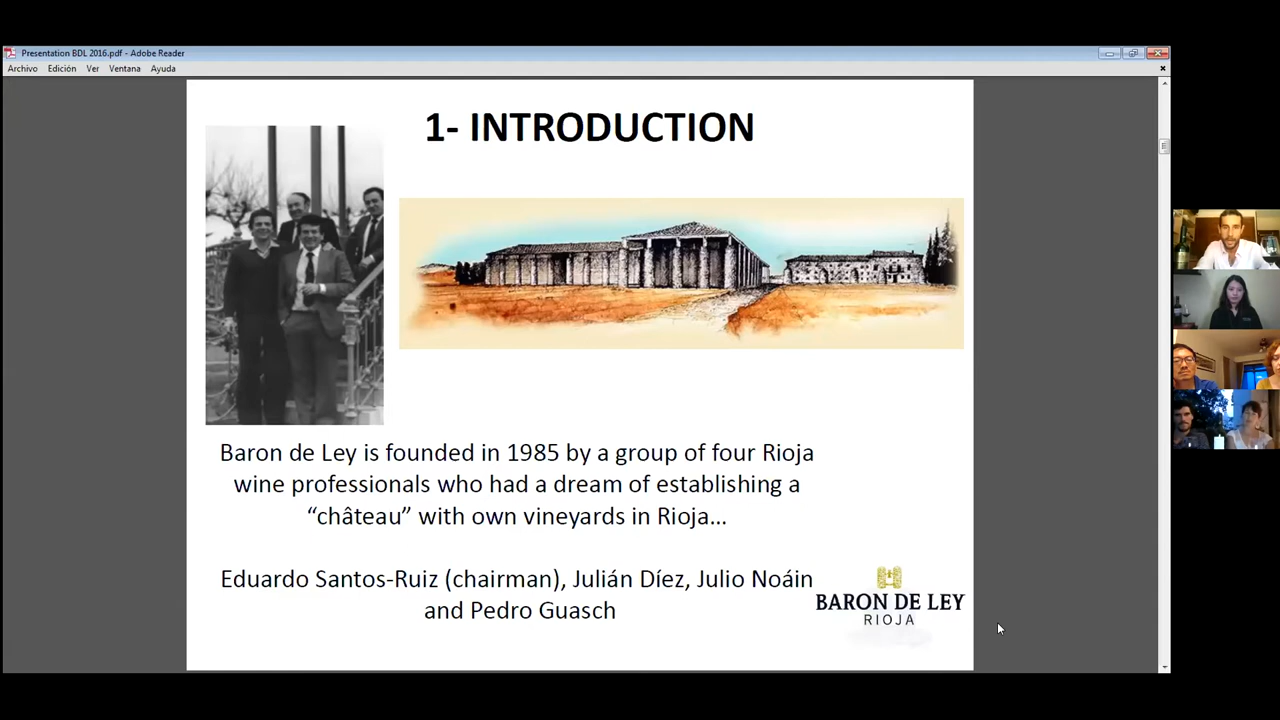 Presentation BDL 2016.pdf - Adobe Reader
Archivo Edición Ver Ventana Ayuda
1- INTRODUCTION
Baron de Ley is founded in 1985 by a group of four Rioja
wine professionals who had a dream of establishing a
“château” with own vineyards in Rioja...
Eduardo Santos-Ruiz (chairman), Julián Díez, Julio Noáin
and Pedro Guasch
BARON DE LEY
RIOJA